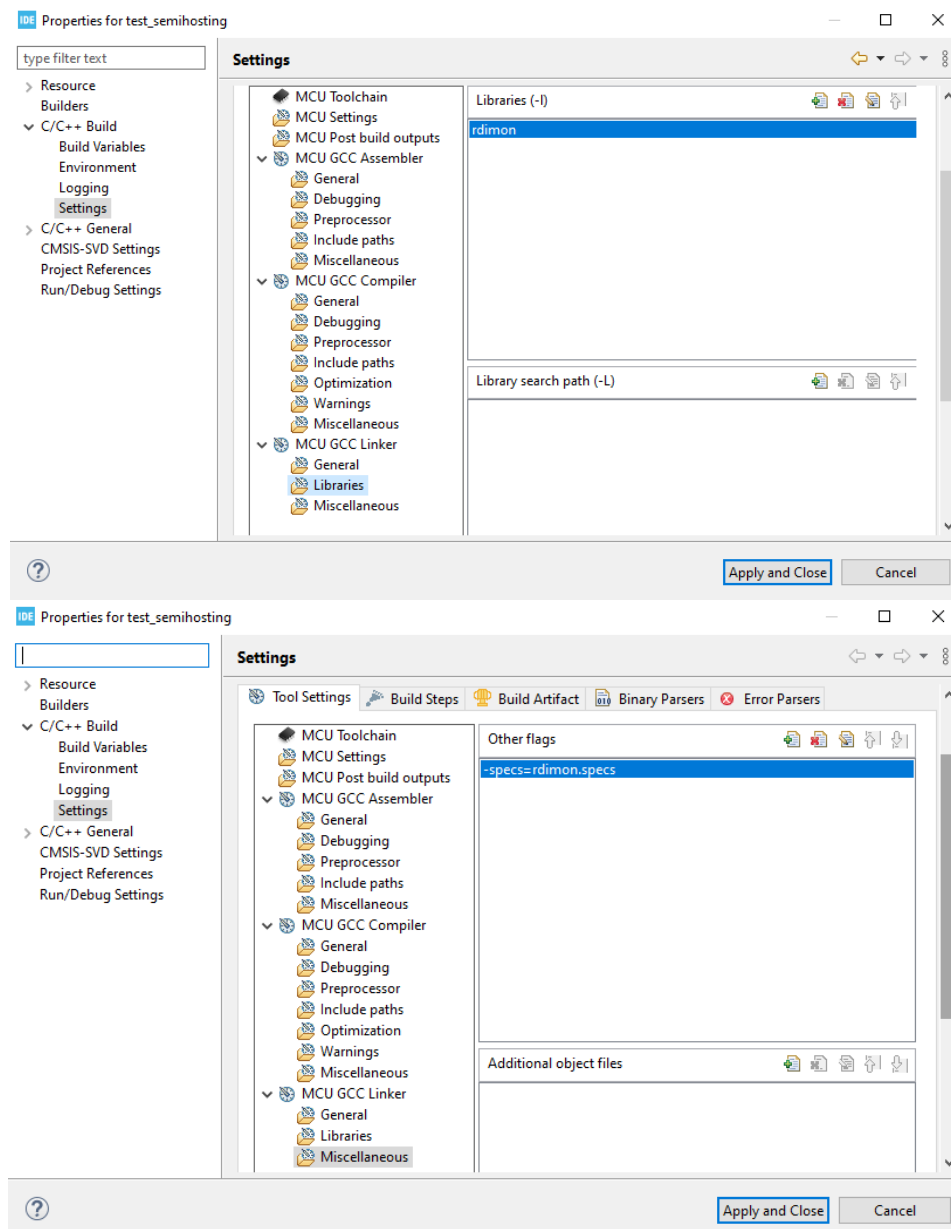 IDE Properties for test_semihosting
type filter text
Settings
Resource
Builders
C/C++ Build
Build Variables
Environment
Logging
Settings
C/C++ General
CMSIS-SVD Settings
Project References
Run/Debug Settings
MCU Toolchain
MCU Settings
MCU Post build outputs
MCU GCC Assembler
General
Debugging
Preprocessor
Include paths
Miscellaneous
MCU GCC Compiler
General
Debugging
Preprocessor
Include paths
Optimization
Warnings
Miscellaneous
MCU GCC Linker
General
Libraries
Miscellaneous
Libraries (-l)
rdimon
Library search path (-L)
?
Apply and Close
Cancel
IDE Properties for test_semihosting
Settings
Resource
Builders
C/C++ Build
Build Variables
Environment
Logging
Settings
C/C++ General
CMSIS-SVD Settings
Project References
Run/Debug Settings
Tool Settings
Build Steps
Build Artifact
010 Binary Parsers
Error Parsers
MCU Toolchain
MCU Settings
MCU Post build outputs
MCU GCC Assembler
General
Debugging
Preprocessor
Include paths
Miscellaneous
MCU GCC Compiler
General
Debugging
Preprocessor
Include paths
Optimization
Warnings
Miscellaneous
MCU GCC Linker
General
Libraries
Miscellaneous
Other flags
-specs=rdimon.specs
Additional object files
?
Apply and Close
Cancel